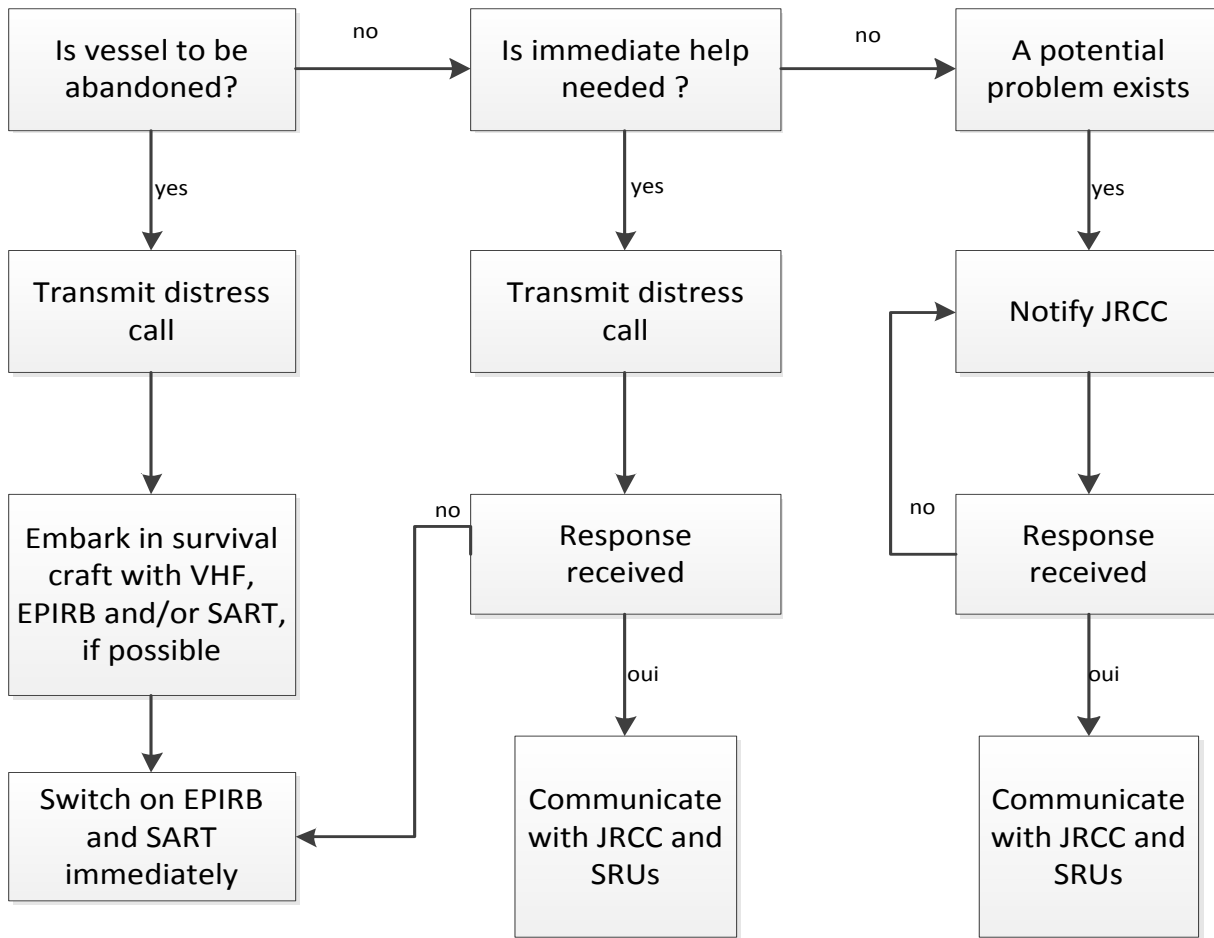 Is vessel to be
abandoned?
no
Is immediate help
needed ?
no
A potential
problem exists
yes
yes
yes
Transmit distress
call
Transmit distress
call
Notify JRCC
Embark in survival
craft with VHF,
EPIRB and/or SART,
if possible
no
Response
received
no
Response
received
oui
oui
Switch on EPIRB
and SART
immediately
Communicate
with JRCC and
SRUs
Communicate
with JRCC and
SRUs